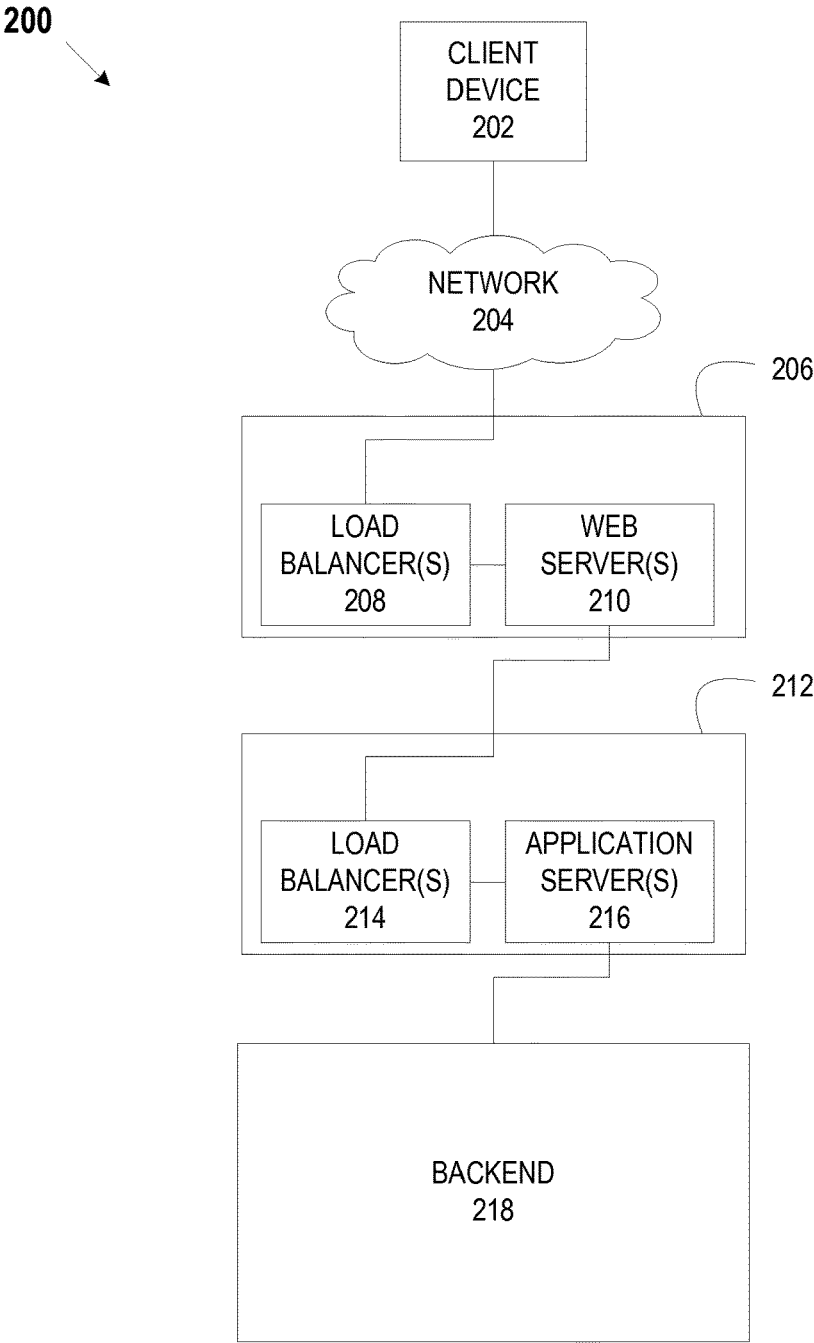 200
CLIENT
DEVICE
202
NETWORK
204
206
LOAD
BALANCER(S)
208
WEB
SERVER(S)
210
212
LOAD
BALANCER(S)
214
APPLICATION
SERVER(S)
216
BACKEND
218